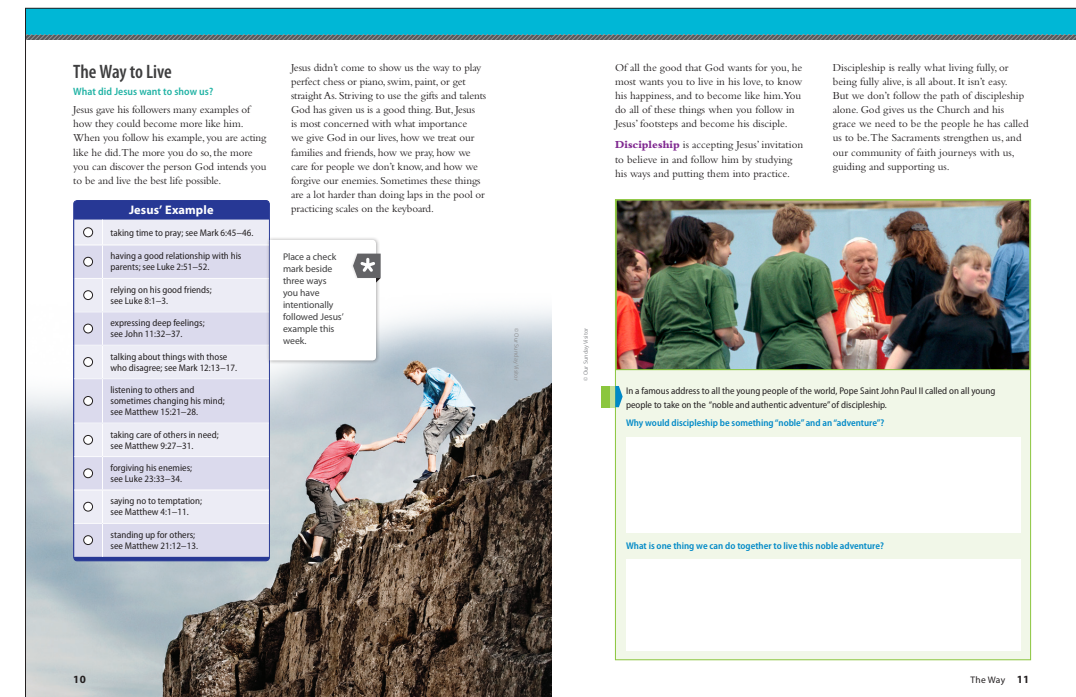 The Way to Live
What did Jesus want to show us?
Jesus gave his followers many examples of
how they could become more like him.
When you follow his example, you are acting
like he did. The more you do so, the more
you can discover the person God intends you
to be and live the best life possible.
Jesus' Example
taking time to pray; see Mark 6:45–46.
having a good relationship with his
parents; see Luke 2:51–52.
relying on his good friends;
see Luke 8:1–3.
expressing deep feelings;
see John 11:32–37.
talking about things with those
who disagree; see Mark 12:13–17.
listening to others and
sometimes changing his mind;
see Matthew 15:21–28.
taking care of others in need;
see Matthew 9:27–31.
forgiving his enemies;
see Luke 23:33–34.
saying no to temptation;
see Matthew 4:1–11.
standing up for others;
see Matthew 21:12–13.
Jesus didn't come to show us the way to play
perfect chess or piano, swim, paint, or get
straight As. Striving to use the gifts and talents
God has given us is a good thing. But, Jesus
is most concerned with what importance
we give God in our lives, how we treat our
families and friends, how we pray, how we
care for people we don't know, and how we
forgive our enemies. Sometimes these things
are a lot harder than doing laps in the pool or
practicing scales on the keyboard.
Place a check
mark beside
three ways
you have
intentionally
followed Jesus'
example this
week.
10
© Our Sunday Visitor
Of all the good that God wants for you, he
most wants you to live in his love, to know
his happiness, and to become like him. You
do all of these things when you follow in
Jesus' footsteps and become his disciple.
Discipleship is accepting Jesus' invitation
to believe in and follow him by studying
his ways and putting them into practice.
Discipleship is really what living fully, or
being fully alive, is all about. It isn't easy.
But we don't follow the path of discipleship
alone. God gives us the Church and his
grace we need to be the people he has called
us to be. The Sacraments strengthen us, and
our community of faith journeys with us,
guiding and supporting us.
In a famous address to all the young people of the world, Pope Saint John Paul II called on all young
people to take on the "noble and authentic adventure" of discipleship.
Why would discipleship be something "noble" and an "adventure"?
What is one thing we can do together to live this noble adventure?
The Way 11